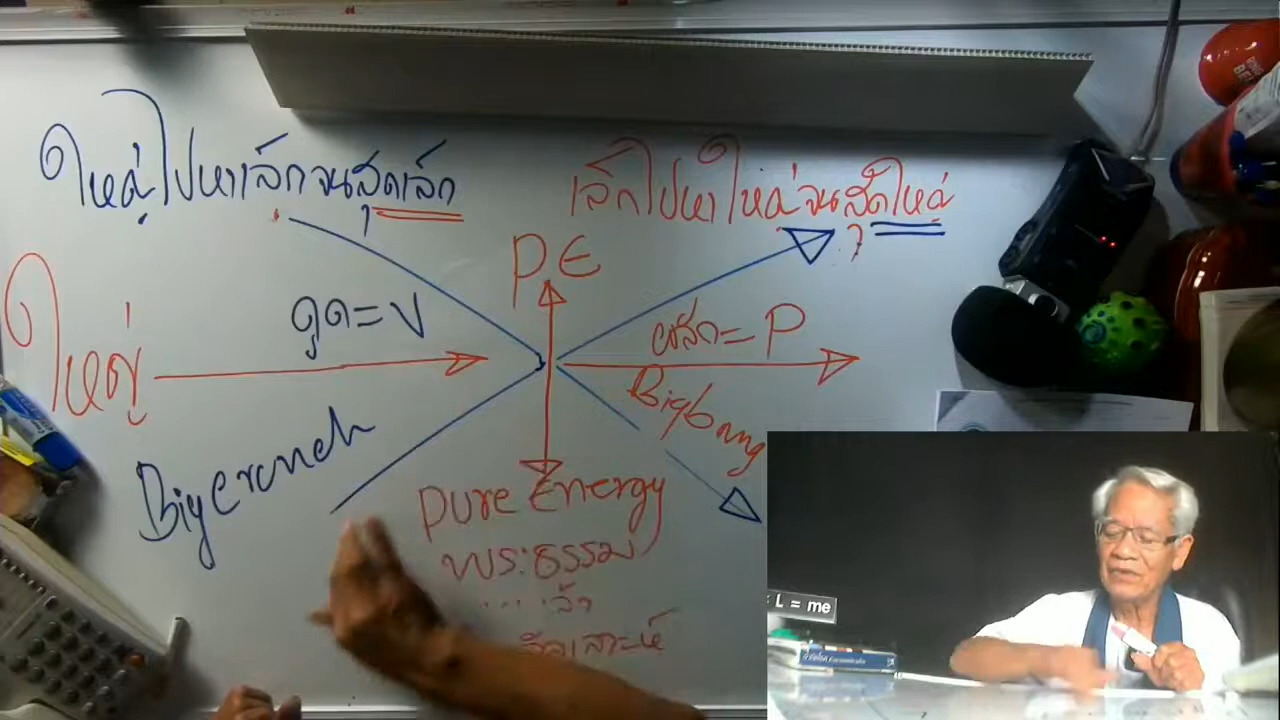 ใหญ่ไปหาเล็กจนสุดเล็ก
เล็กไปหาใหญ่จนสุดใหญ่
PE
ใหญ่
ดูด=V
ผลัก=P
Bigbang
Bigcrunch
Pure Energy
พระธรรม
L = me